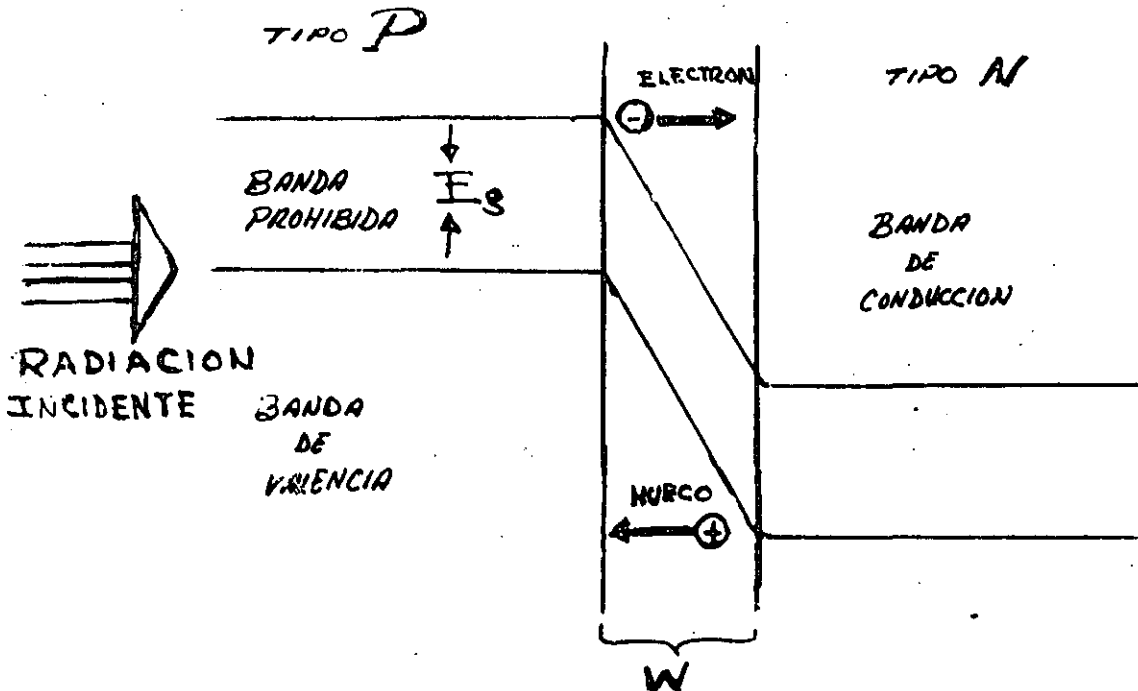 TIPO P
ELECTRON
TIPO N
-
BANDA
PROHIBIDA
Eg
BANDA
DE
CONDUCCION
RADIACION
INCIDENTE
BANDA
DE
VALENCIA
HUECO
+
W